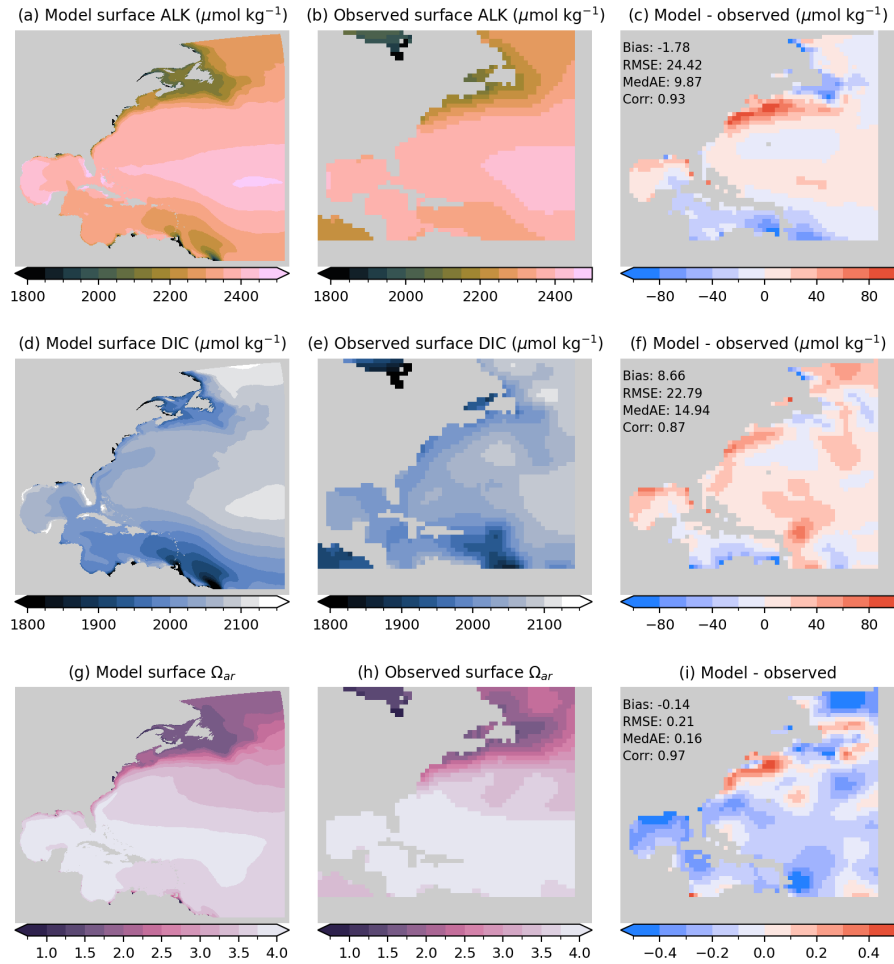 (a) Model surface ALK (μmol kg⁻¹)
(b) Observed surface ALK (μmol kg⁻¹)
(c) Model - observed (μmol kg⁻¹)
Bias: -1.78
RMSE: 24.42
MedAE: 9.87
Corr: 0.93
1800 2000 2200 2400
1800 2000 2200 2400
−80 −40 0 40 80
(d) Model surface DIC (μmol kg⁻¹)
(e) Observed surface DIC (μmol kg⁻¹)
(f) Model - observed (μmol kg⁻¹)
Bias: 8.66
RMSE: 22.79
MedAE: 14.94
Corr: 0.87
1800 1900 2000 2100
1800 1900 2000 2100
−80 −40 0 40 80
(g) Model surface Ωₐᵣ
(h) Observed surface Ωₐᵣ
(i) Model - observed
Bias: -0.14
RMSE: 0.21
MedAE: 0.16
Corr: 0.97
1.0 1.5 2.0 2.5 3.0 3.5 4.0
1.0 1.5 2.0 2.5 3.0 3.5 4.0
−0.4 −0.2 0.0 0.2 0.4